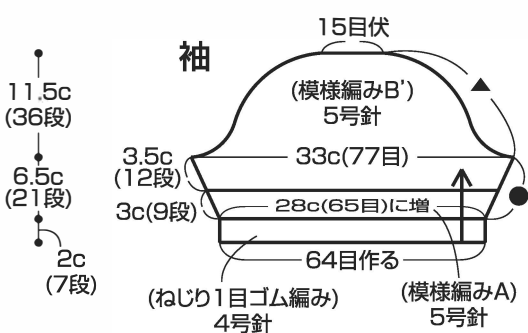 15目伏
袖
11.5c
(36段)
(模様編みB')
5号針
▲
3.5c
(12段)
33c(77目)
6.5c
(21段)
3c(9段)
28c(65目)に増
●
2c
(7段)
64目作る
(ねじり1目ゴム編み)
4号針
(模様編みA)
5号針